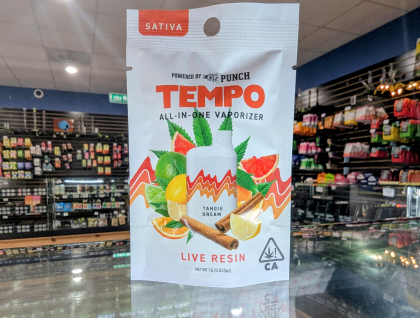 SATIVA
POWERED BY PUNCH
TEMPO
ALL-IN-ONE VAPORIZER
TANGIE
DREAM
LIVE RESIN
CA